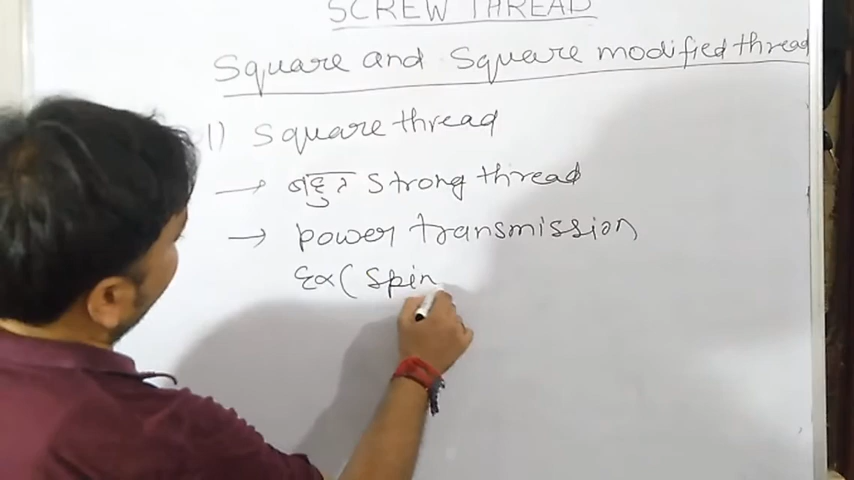 SCREW THREAD
Square and Square modified thread
1) Square thread
→ बहुत Strong thread
→ power transmission
Ex( Spin